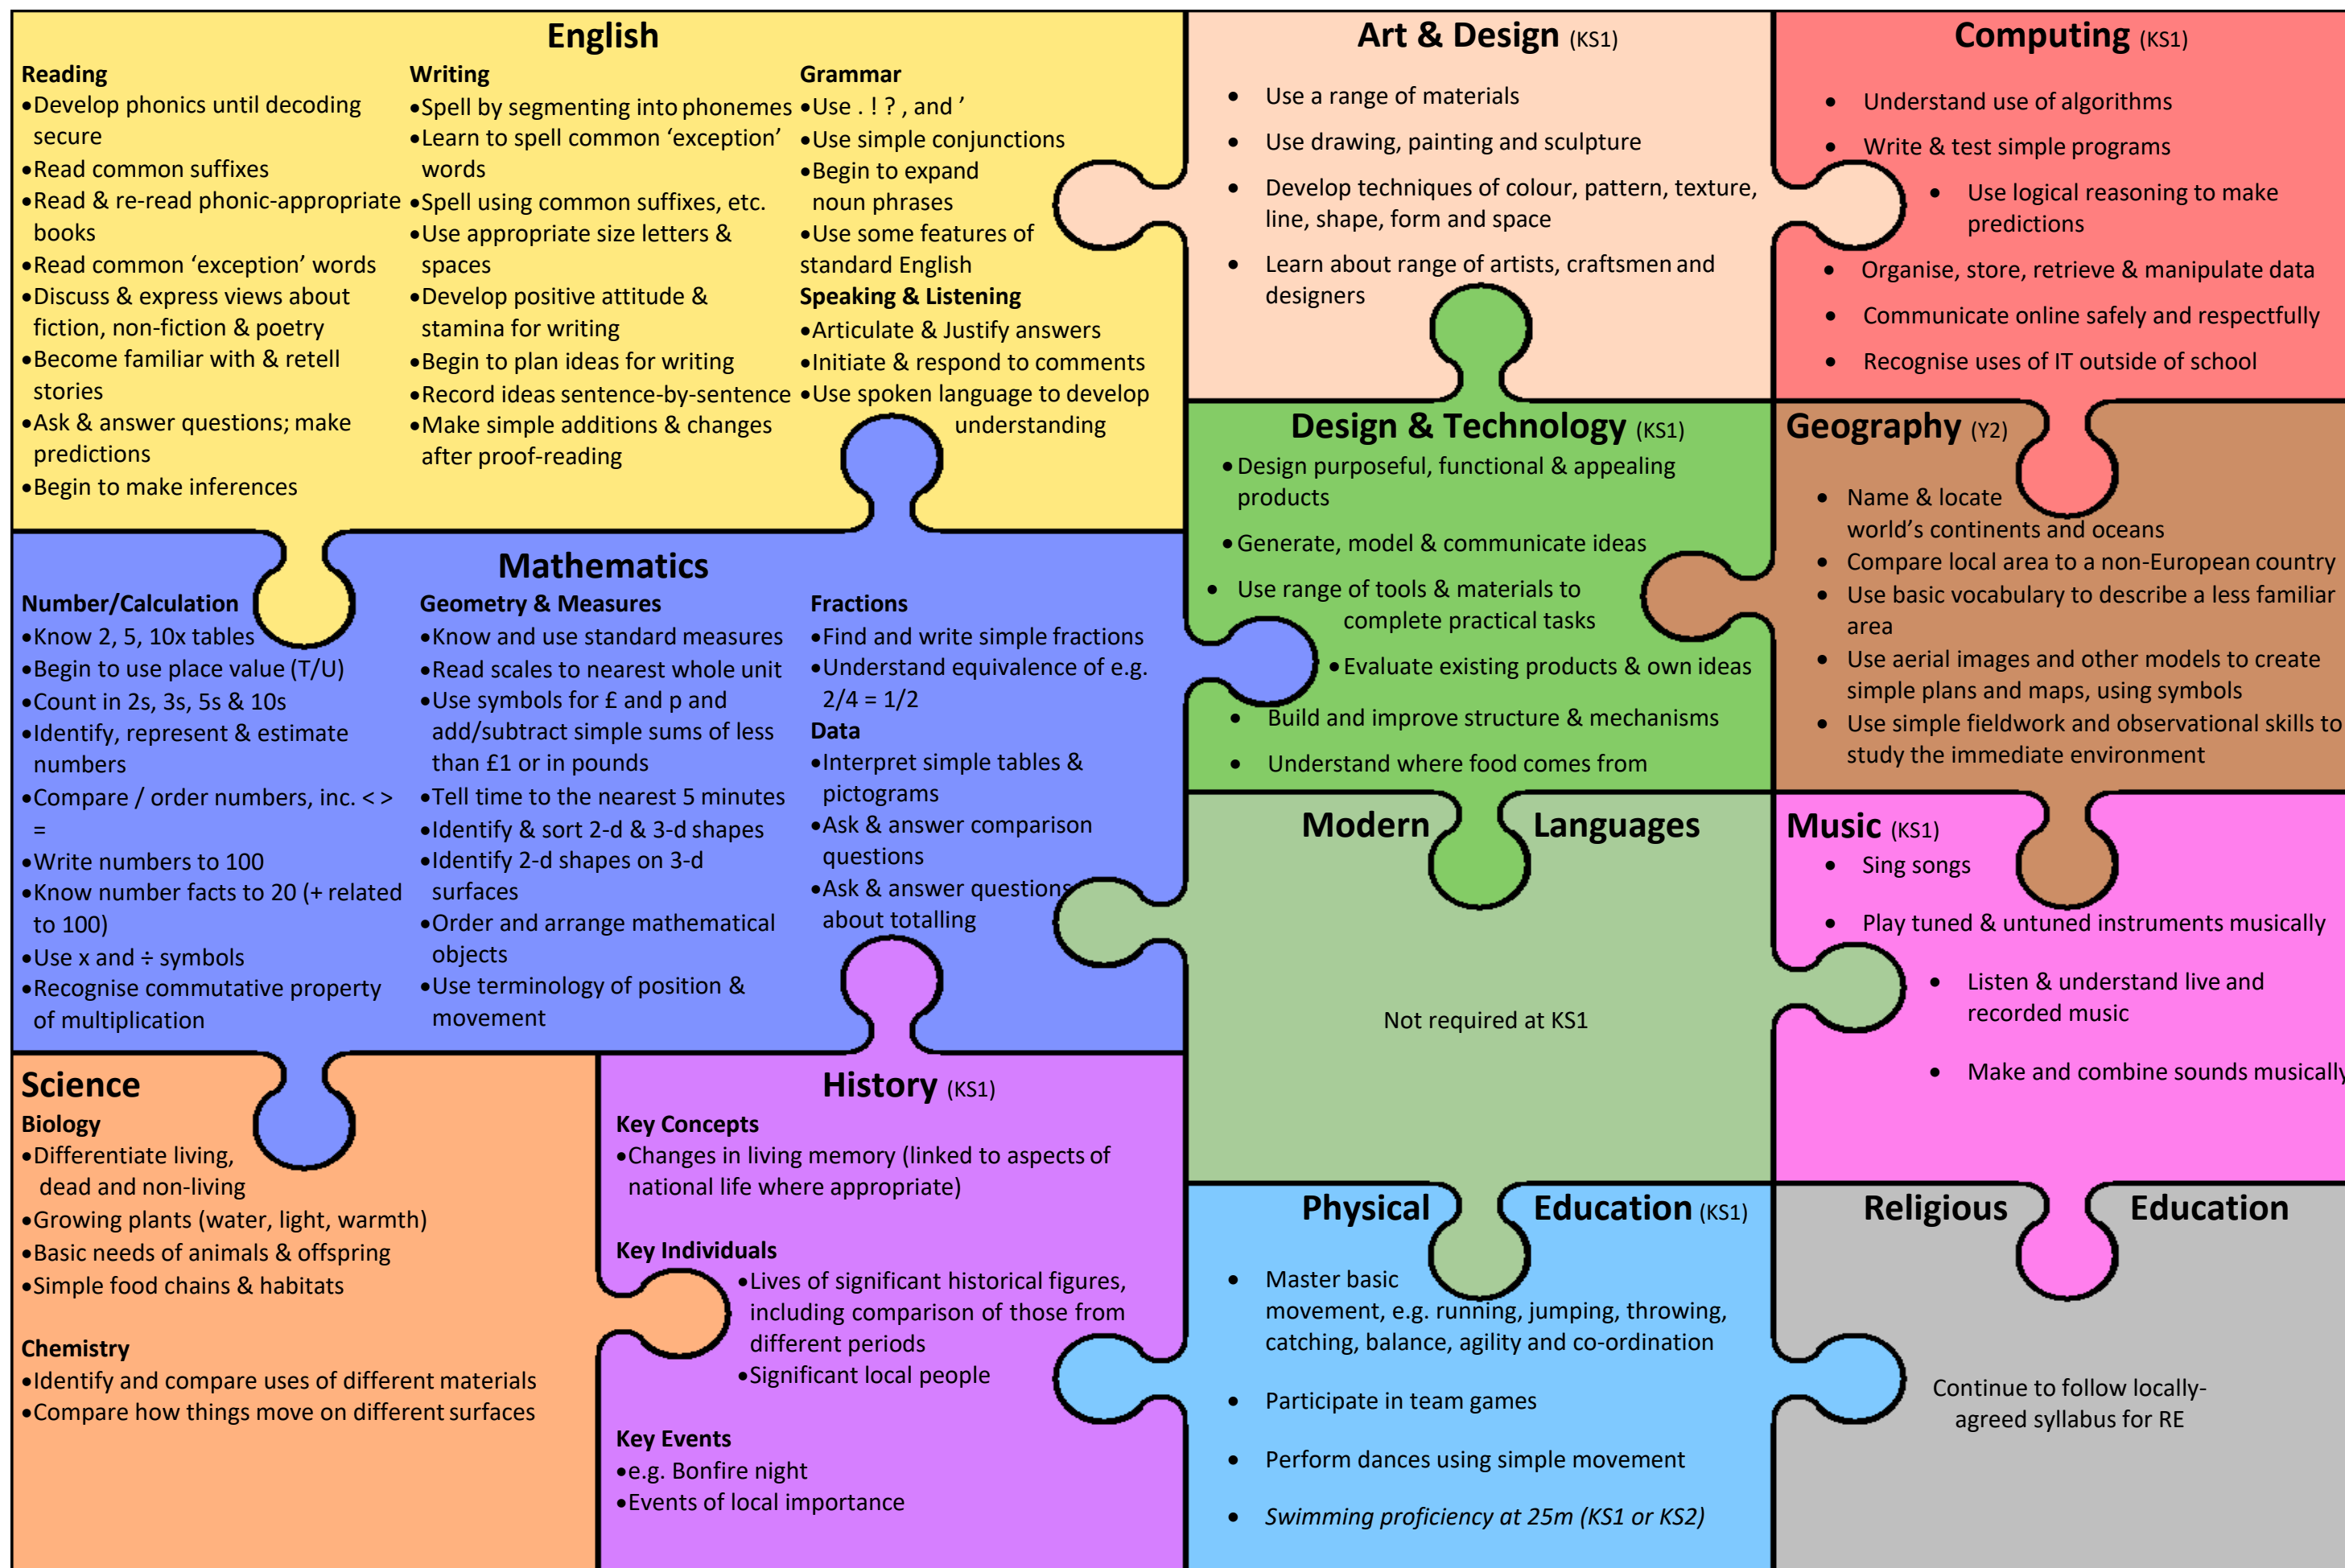 English
Reading
•Develop phonics until decoding
secure
•Read common suffixes
•Read & re-read phonic-appropriate
books
•Read common ‘exception’ words
•Discuss & express views about
fiction, non-fiction & poetry
•Become familiar with & retell
stories
•Ask & answer questions; make
predictions
•Begin to make inferences
Writing
•Spell by segmenting into phonemes
•Learn to spell common ‘exception’
words
•Spell using common suffixes, etc.
•Use appropriate size letters &
spaces
•Develop positive attitude &
stamina for writing
•Begin to plan ideas for writing
•Record ideas sentence-by-sentence
•Make simple additions & changes
after proof-reading
Grammar
•Use . ! ? , and ’
•Use simple conjunctions
•Begin to expand
noun phrases
•Use some features of
standard English
Speaking & Listening
•Articulate & Justify answers
•Initiate & respond to comments
•Use spoken language to develop
understanding
Art & Design (KS1)
• Use a range of materials
• Use drawing, painting and sculpture
• Develop techniques of colour, pattern, texture,
line, shape, form and space
• Learn about range of artists, craftsmen and
designers
Computing (KS1)
• Understand use of algorithms
• Write & test simple programs
• Use logical reasoning to make
predictions
• Organise, store, retrieve & manipulate data
• Communicate online safely and respectfully
• Recognise uses of IT outside of school
Mathematics
Number/Calculation
•Know 2, 5, 10x tables
•Begin to use place value (T/U)
•Count in 2s, 3s, 5s & 10s
•Identify, represent & estimate
numbers
•Compare / order numbers, inc. < >
=
•Write numbers to 100
•Know number facts to 20 (+ related
to 100)
•Use x and ÷ symbols
•Recognise commutative property
of multiplication
Geometry & Measures
•Know and use standard measures
•Read scales to nearest whole unit
•Use symbols for £ and p and
add/subtract simple sums of less
than £1 or in pounds
•Tell time to the nearest 5 minutes
•Identify & sort 2-d & 3-d shapes
•Identify 2-d shapes on 3-d
surfaces
•Order and arrange mathematical
objects
•Use terminology of position &
movement
Fractions
•Find and write simple fractions
•Understand equivalence of e.g.
2/4 = 1/2
Data
•Interpret simple tables &
pictograms
•Ask & answer comparison
questions
•Ask & answer questions
about totalling
Design & Technology (KS1)
•Design purposeful, functional & appealing
products
•Generate, model & communicate ideas
• Use range of tools & materials to
complete practical tasks
•Evaluate existing products & own ideas
• Build and improve structure & mechanisms
• Understand where food comes from
Geography (Y2)
• Name & locate
world’s continents and oceans
• Compare local area to a non-European country
• Use basic vocabulary to describe a less familiar
area
• Use aerial images and other models to create
simple plans and maps, using symbols
• Use simple fieldwork and observational skills to
study the immediate environment
Modern Languages
Not required at KS1
Music (KS1)
• Sing songs
• Play tuned & untuned instruments musically
• Listen & understand live and
recorded music
• Make and combine sounds musically
Science
Biology
•Differentiate living,
dead and non-living
•Growing plants (water, light, warmth)
•Basic needs of animals & offspring
•Simple food chains & habitats
Chemistry
•Identify and compare uses of different materials
•Compare how things move on different surfaces
History (KS1)
Key Concepts
•Changes in living memory (linked to aspects of
national life where appropriate)
Key Individuals
•Lives of significant historical figures,
including comparison of those from
different periods
•Significant local people
Key Events
•e.g. Bonfire night
•Events of local importance
Physical Education (KS1)
• Master basic
movement, e.g. running, jumping, throwing,
catching, balance, agility and co-ordination
• Participate in team games
• Perform dances using simple movement
• Swimming proficiency at 25m (KS1 or KS2)
Religious Education
Continue to follow locally-
agreed syllabus for RE